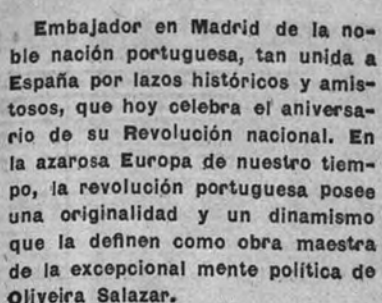 Embajador en Madrid de la no-
ble nación portuguesa, tan unida a
España por lazos históricos y amis-
tosos, que hoy celebra el aniversa-
rio de su Revolución nacional. En
la azarosa Europa de nuestro tiem-
po, la revolución portuguesa posee
una originalidad y un dinamismo
que la definen como obra maestra
de la excepcional mente política de
Oliveira Salazar.